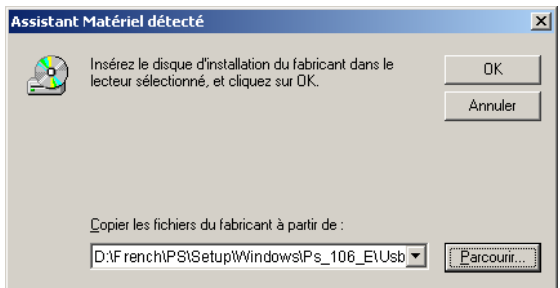 Assistant Matériel détecté
Insérez le disque d'installation du fabricant dans le
lecteur sélectionné, et cliquez sur OK.
OK
Annuler
Copier les fichiers du fabricant à partir de :
D:\French\PS\Setup\Windows\Ps_106_E\Usb
Parcourir...